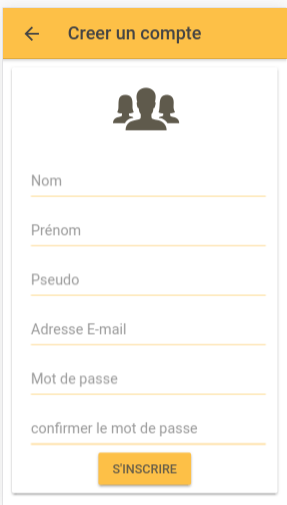 Creer un compte
Nom
Prénom
Pseudo
Adresse E-mail
Mot de passe
confirmer le mot de passe
S'INSCRIRE